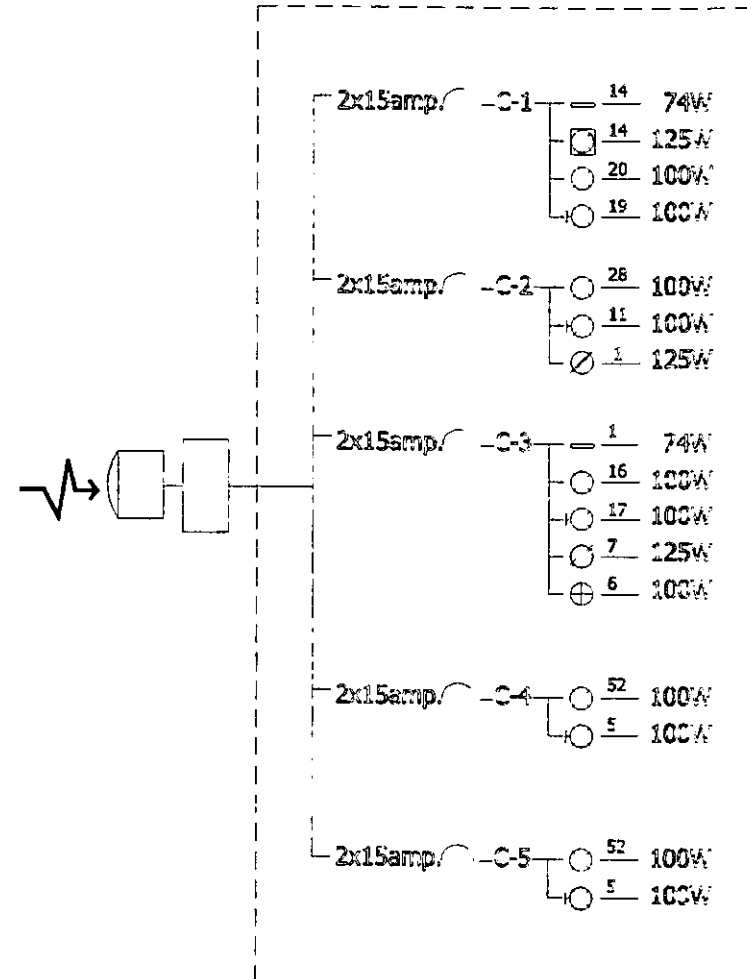 2x15amp. -C-1 14 74W
14 125W
20 100W
19 100W
2x15amp. -C-2 28 100W
11 100W
1 125W
2x15amp. -C-3 1 74W
16 100W
17 100W
7 125W
6 100W
2x15amp. -C-4 52 100W
5 100W
2x15amp. -C-5 52 100W
5 100W